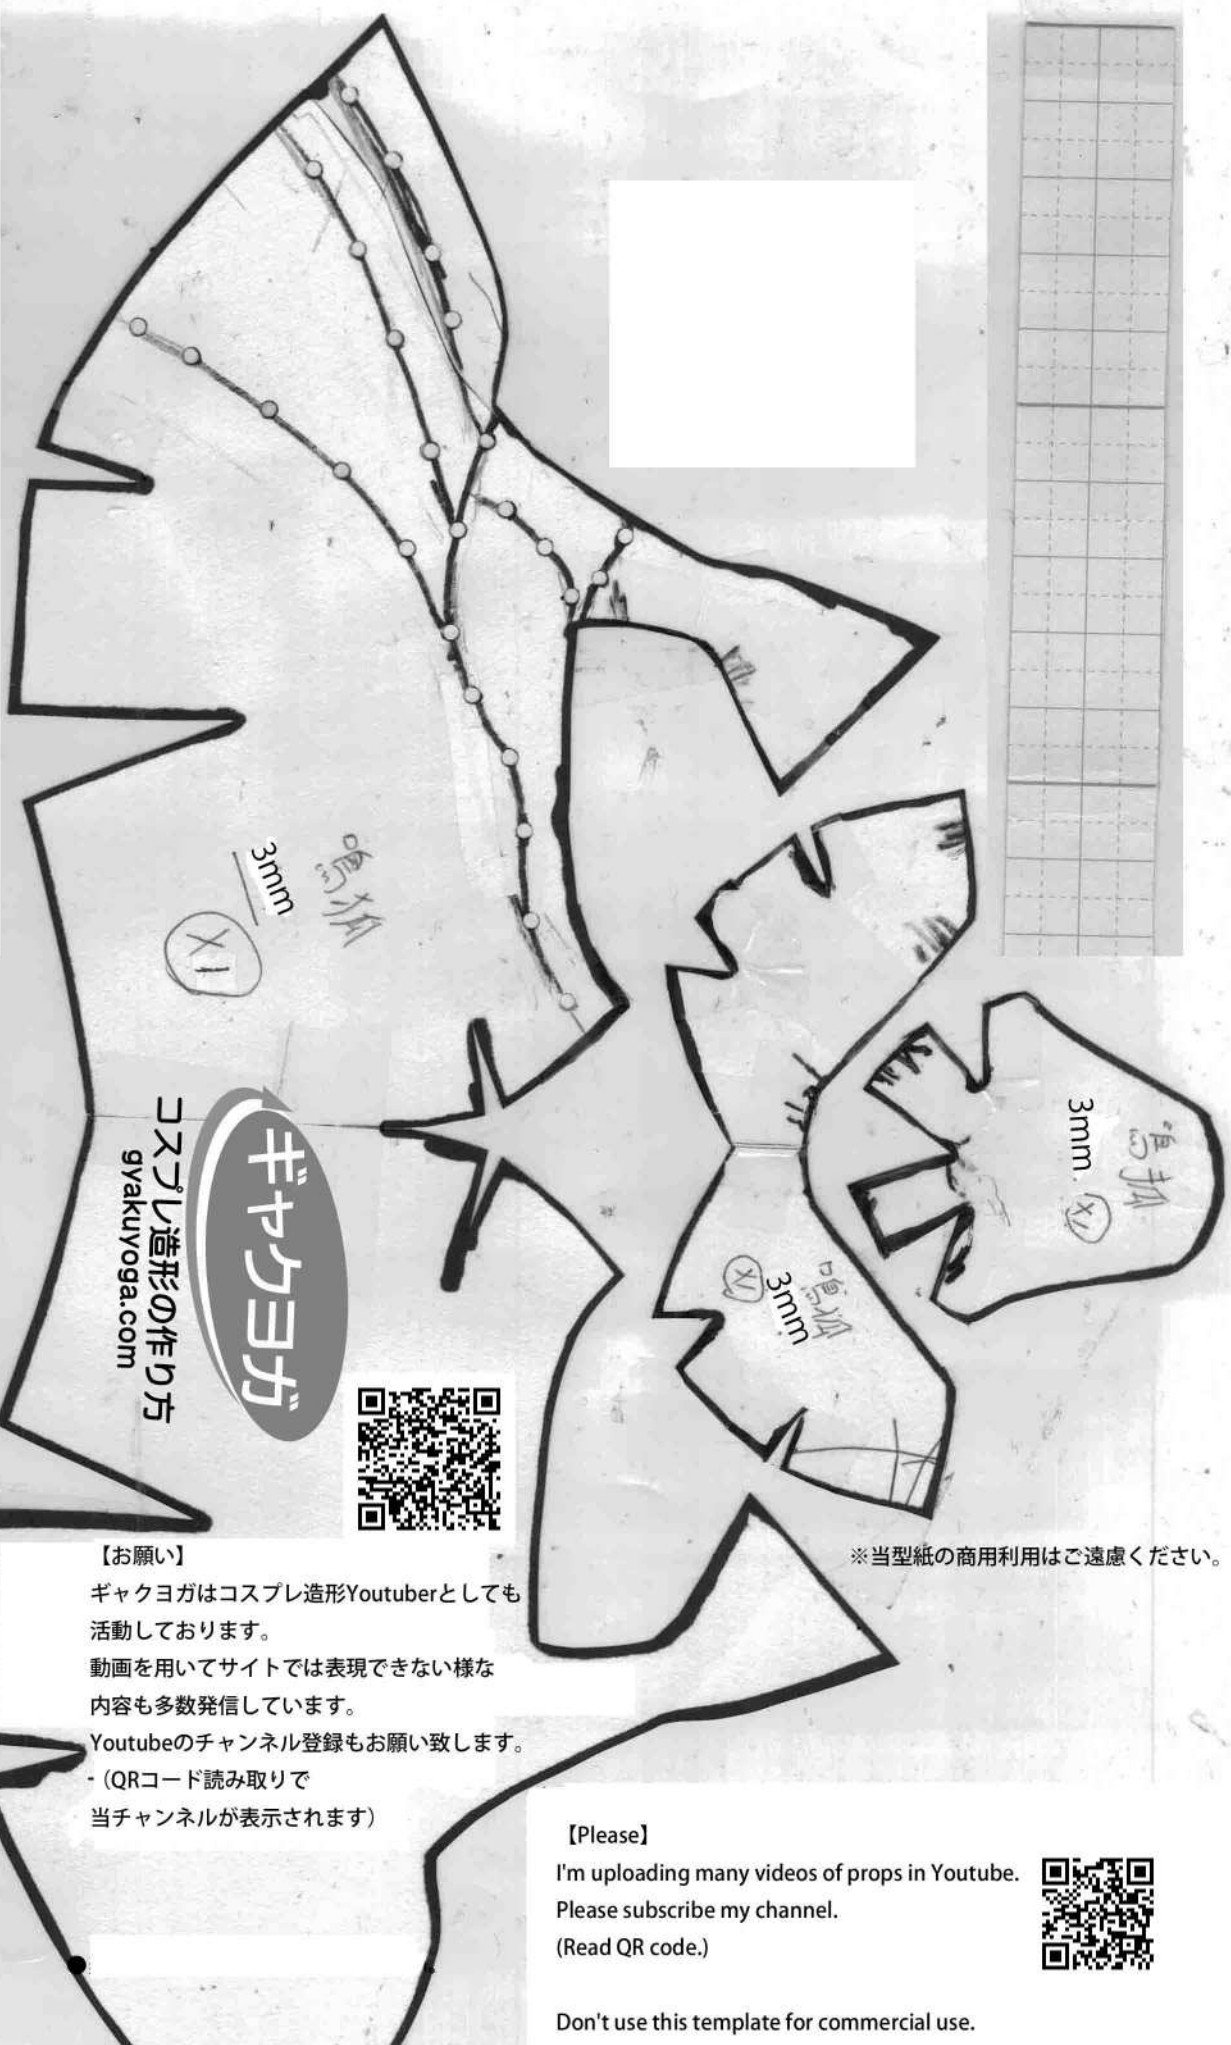 鳴狐
3mm
X1
鳴狐
3mm.
X1
鳴狐
3mm
X1
ギャクヨガ
コスプレ造形の作り方
gyakuyoga.com
※当型紙の商用利用はご遠慮ください。
【お願い】
ギャクヨガはコスプレ造形Youtuberとしても
活動しております。
動画を用いてサイトでは表現できない様な
内容も多数発信しています。
Youtubeのチャンネル登録もお願い致します。
（QRコード読み取りで
当チャンネルが表示されます）
【Please】
I'm uploading many videos of props in Youtube.
Please subscribe my channel.
(Read QR code.)
Don't use this template for commercial use.